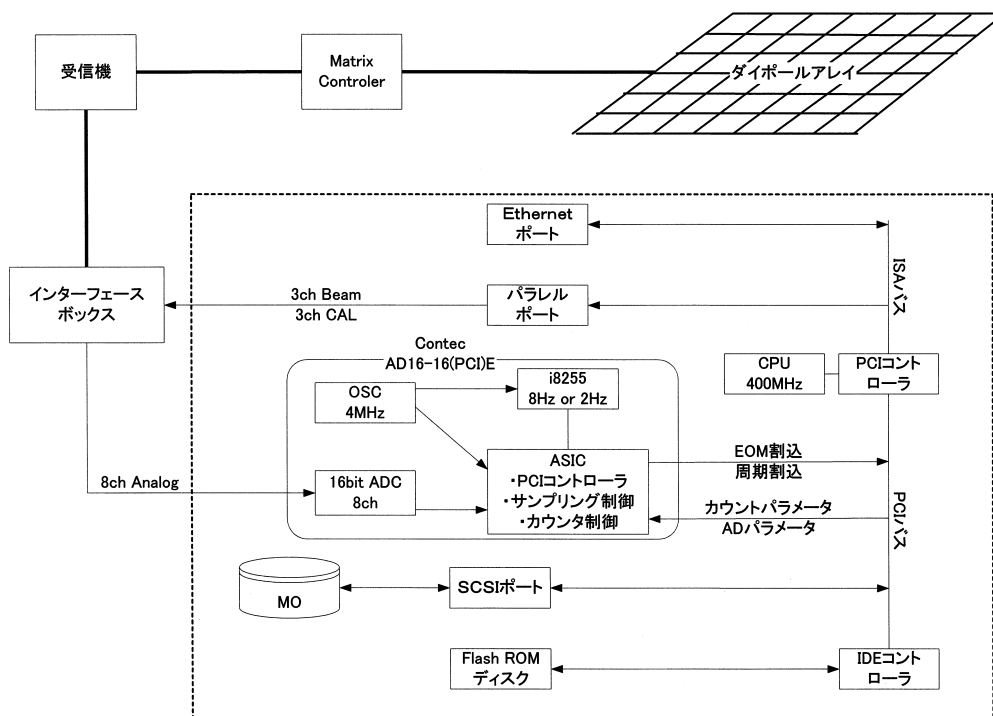 受信機
Matrix
Controler
ダイポールアレイ
Ethernet
ポート
ISAバス
インターフェース
ボックス
3ch Beam
3ch CAL
パラレル
ポート
Contec
AD16-16(PCI)E
CPU
400MHz
PCIコント
ローラ
OSC
4MHz
i8255
8Hz or 2Hz
ASIC
・PCIコントローラ
・サンプリング制御
・カウンタ制御
EOM割込
周期割込
8ch Analog
16bit ADC
8ch
カウントパラメータ
ADパラメータ
PCIバス
MO
SCSIポート
Flash ROM
ディスク
IDEコント
ローラ